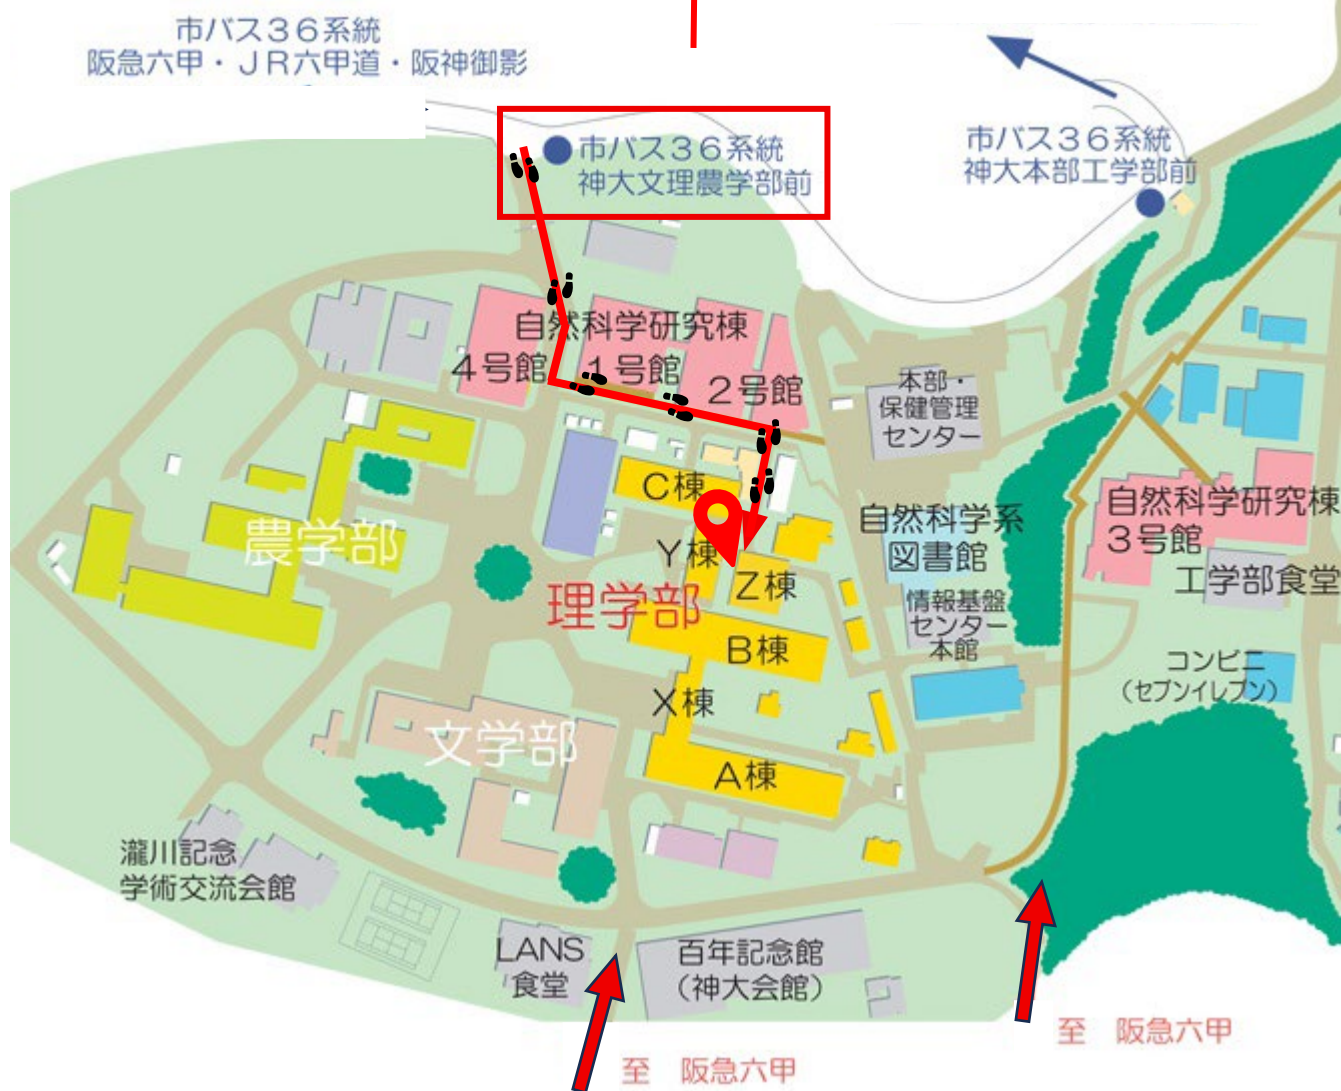 市バス３６系統
阪急六甲・ＪＲ六甲道・阪神御影
市バス３６系統
神大文理農学部前
市バス３６系統
神大本部工学部前
自然科学研究棟
４号館
１号館
２号館
本部・
保健管理
センター
Ｃ棟
自然科学系
図書館
自然科学研究棟
３号館
工学部食堂
農学部
Ｙ棟
Ｚ棟
理学部
情報基盤
センター
本館
Ｂ棟
コンビニ
（セブンイレブン）
Ｘ棟
文学部
Ａ棟
瀧川記念
学術交流会館
LANS
食堂
百年記念館
（神大会館）
至　阪急六甲
至　阪急六甲